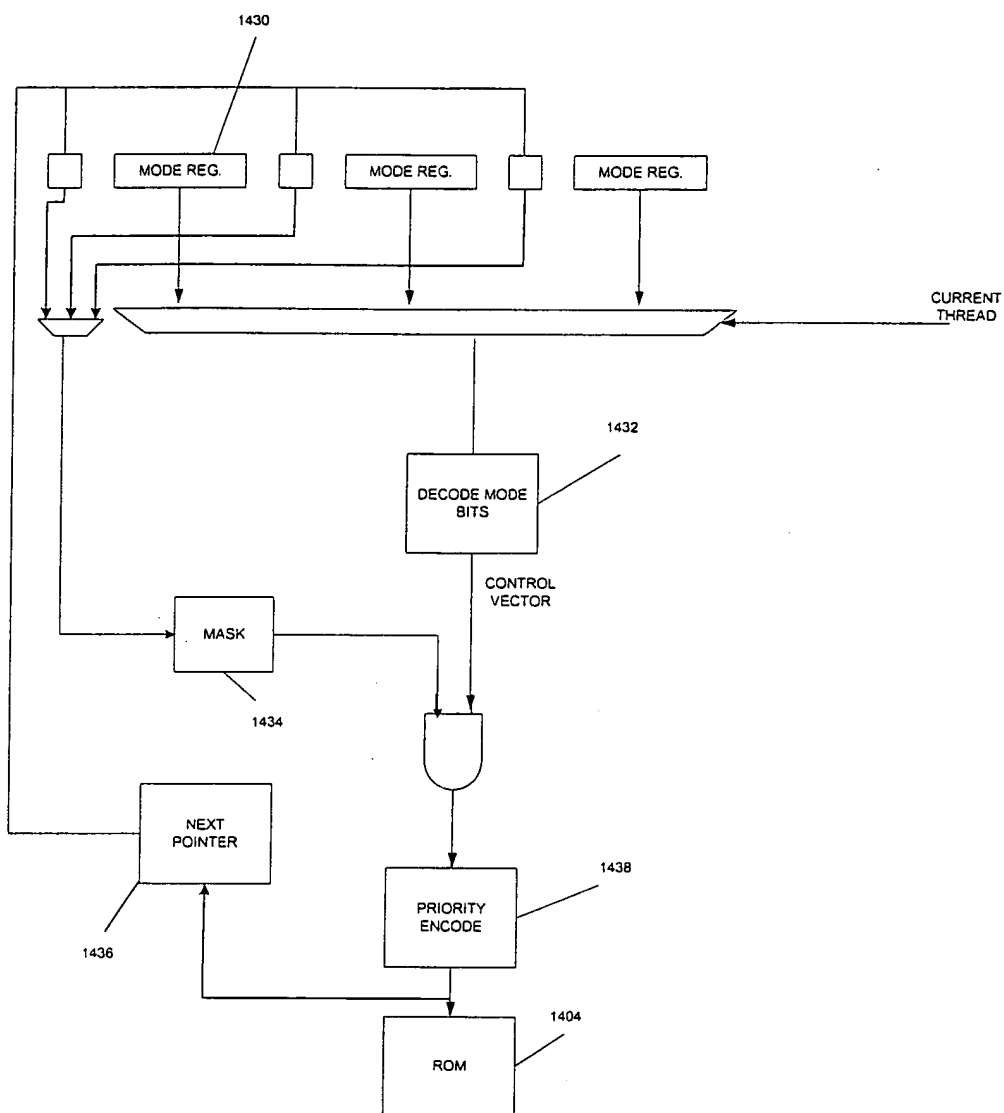 1430
MODE REG.
MODE REG.
MODE REG.
CURRENT
THREAD
1432
DECODE MODE
BITS
CONTROL
VECTOR
MASK
1434
NEXT
POINTER
1436
1438
PRIORITY
ENCODE
1404
ROM